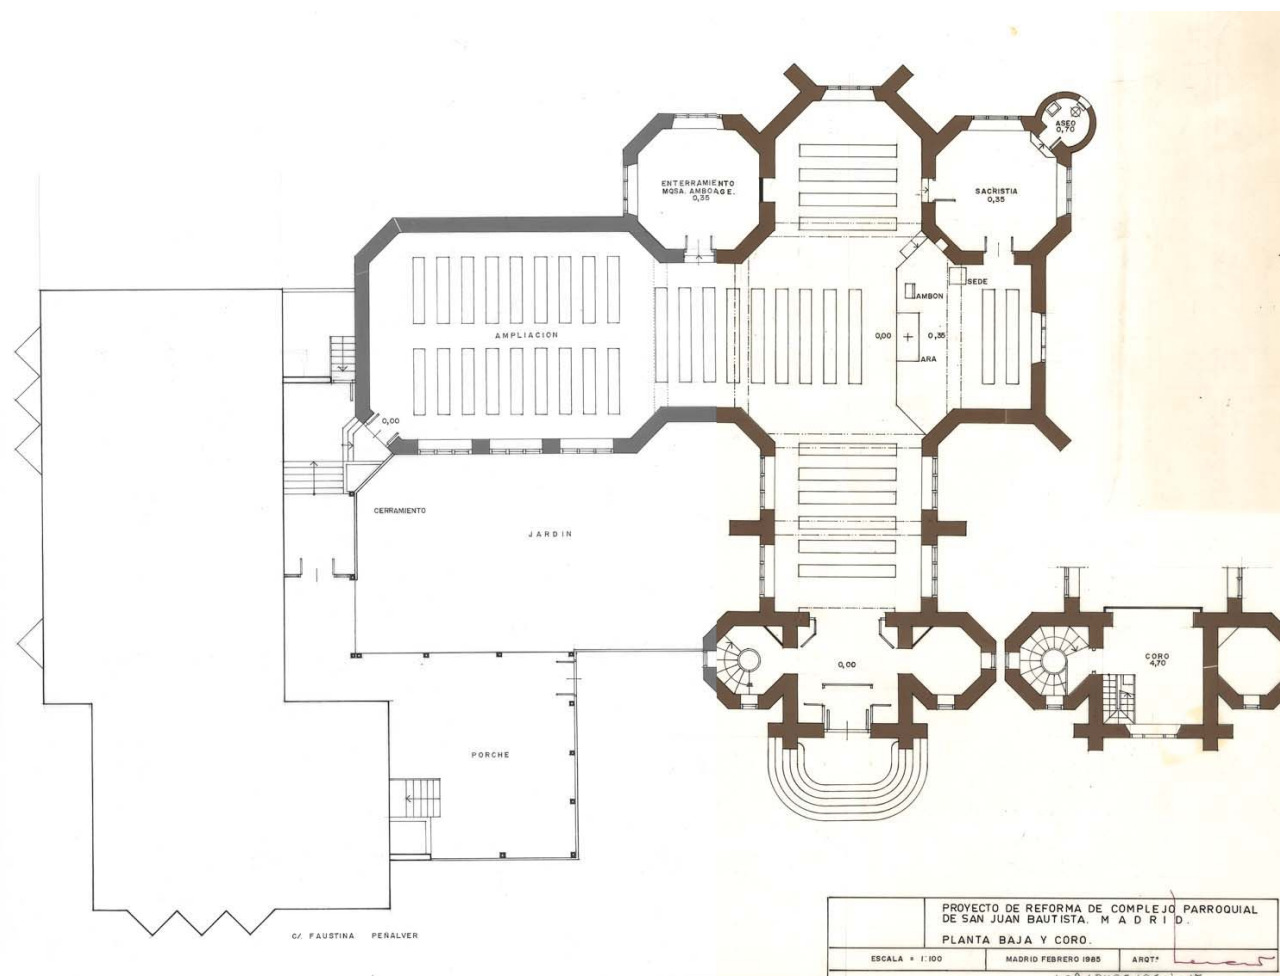 ASEO
0,70
ENTERRAMIENTO
MQSA. AMBOAGE.
0,35
SACRISTIA
0,35
SEDE
AMBON
AMPLIACION
0,00
0,35
ARA
0,00
CERRAMIENTO
JARDIN
0,00
CORO
4,70
PORCHE
C/. FAUSTINA PEÑALVER
PROYECTO DE REFORMA DE COMPLEJO PARROQUIAL
DE SAN JUAN BAUTISTA. MADRID.
PLANTA BAJA Y CORO.
ESCALA = 1:100
MADRID FEBRERO 1985
ARQTº